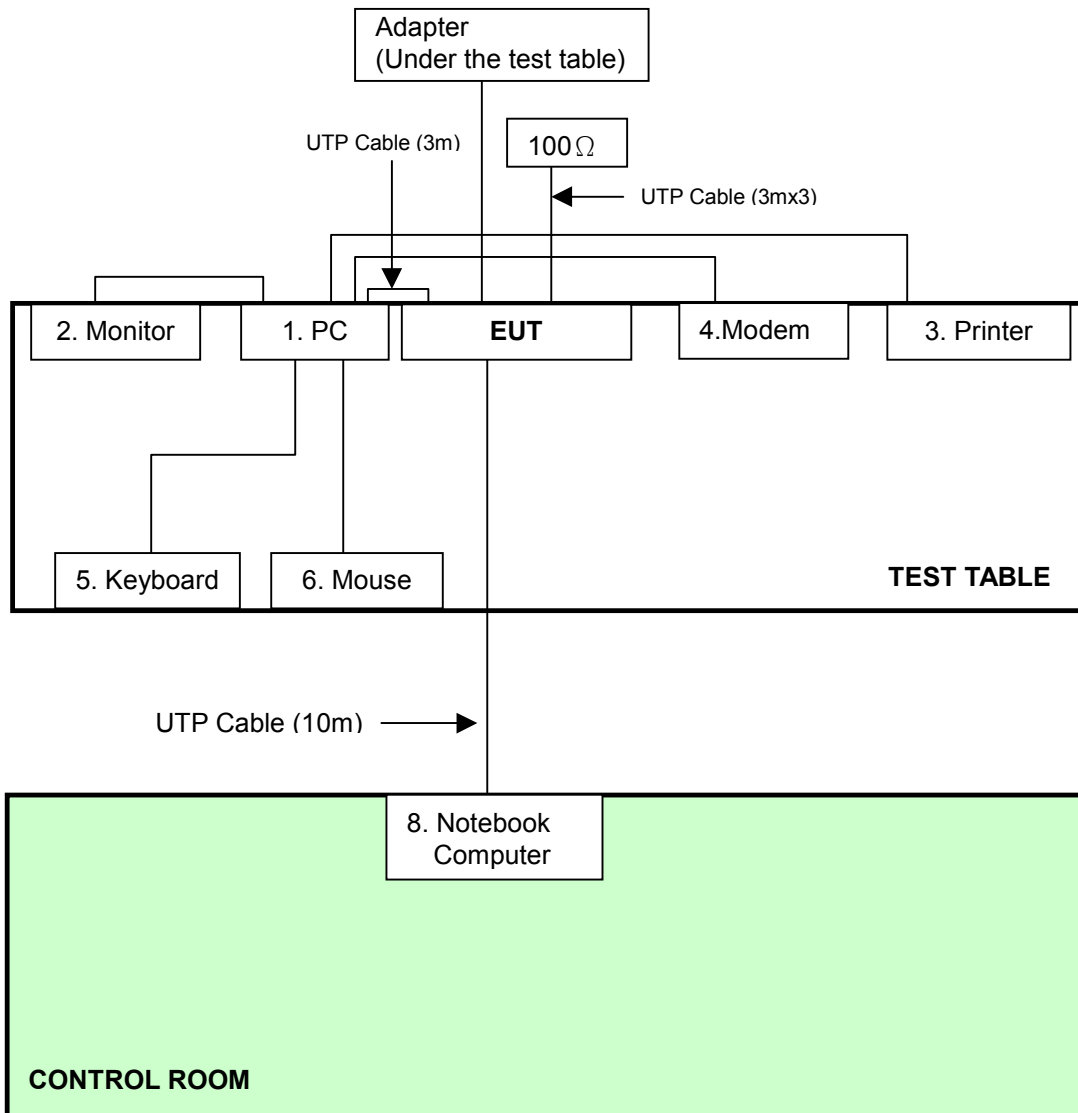 Adapter
(Under the test table)
UTP Cable (3m)
100Ω
UTP Cable (3mx3)
2. Monitor
1. PC
EUT
4.Modem
3. Printer
5. Keyboard
6. Mouse
TEST TABLE
UTP Cable (10m)
8. Notebook
Computer
CONTROL ROOM